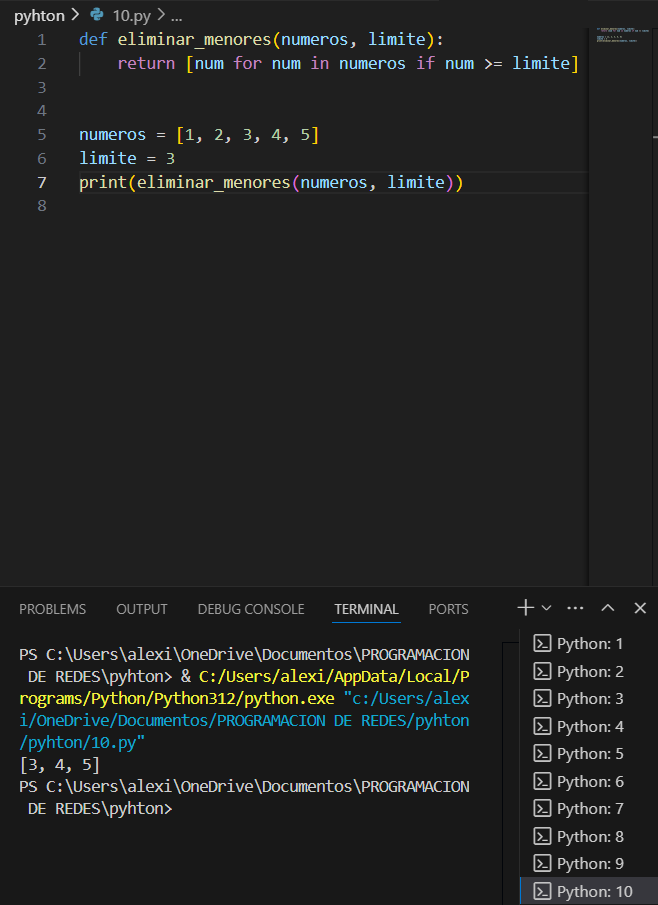 pyhton > 10.py > ...
1 def eliminar_menores(numeros, limite):
2     return [num for num in numeros if num >= limite]
3
4
5 numeros = [1, 2, 3, 4, 5]
6 limite = 3
7 print(eliminar_menores(numeros, limite))
8
PROBLEMS OUTPUT DEBUG CONSOLE TERMINAL PORTS
PS C:\Users\alexi\OneDrive\Documentos\PROGRAMACION
 DE REDES\pyhton> & C:/Users/alexi/AppData/Local/P
rograms/Python/Python312/python.exe "c:/Users/alex
i/OneDrive/Documentos/PROGRAMACION DE REDES/pyhton
/pyhton/10.py"
[3, 4, 5]
PS C:\Users\alexi\OneDrive\Documentos\PROGRAMACION
 DE REDES\pyhton>
Python: 1
Python: 2
Python: 3
Python: 4
Python: 5
Python: 6
Python: 7
Python: 8
Python: 9
Python: 10